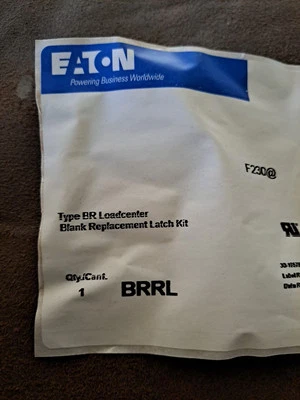 EATON
Powering Business Worldwide
F230@
Type BR Loadcenter
Blank Replacement Latch Kit
Qty./Cant.
1 BRRL